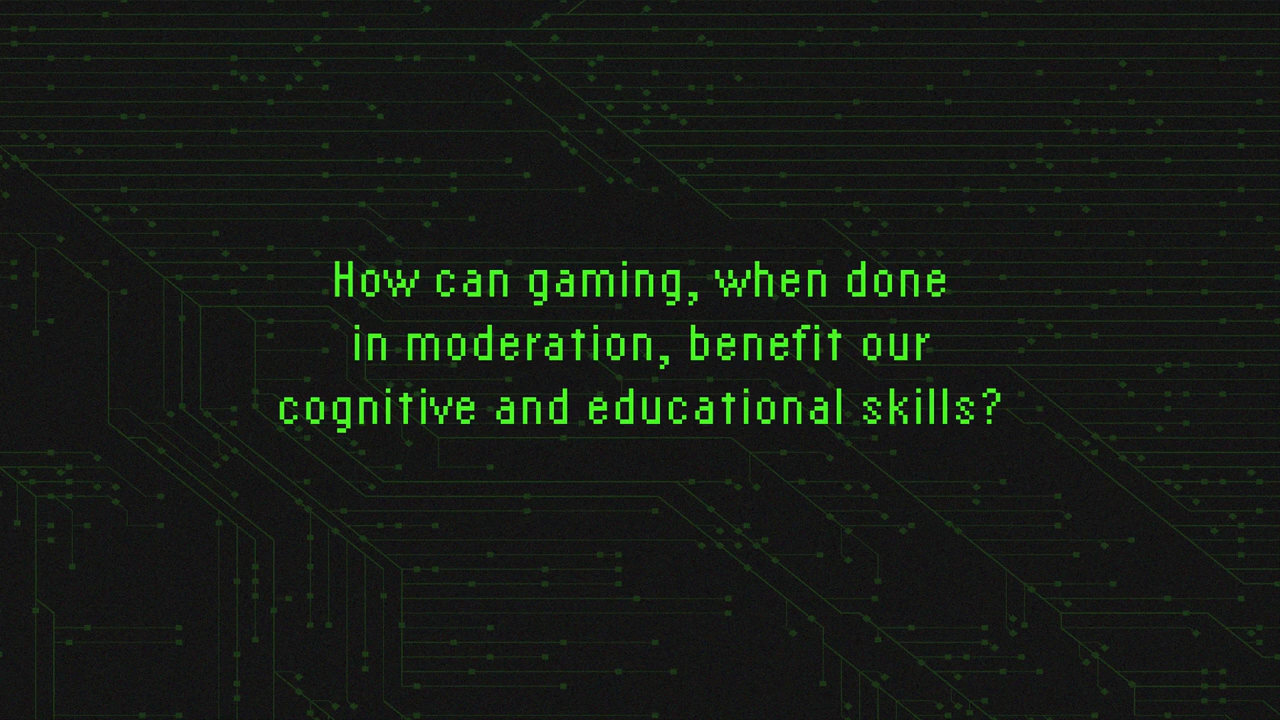 How can gaming, when done
in moderation, benefit our
cognitive and educational skills?